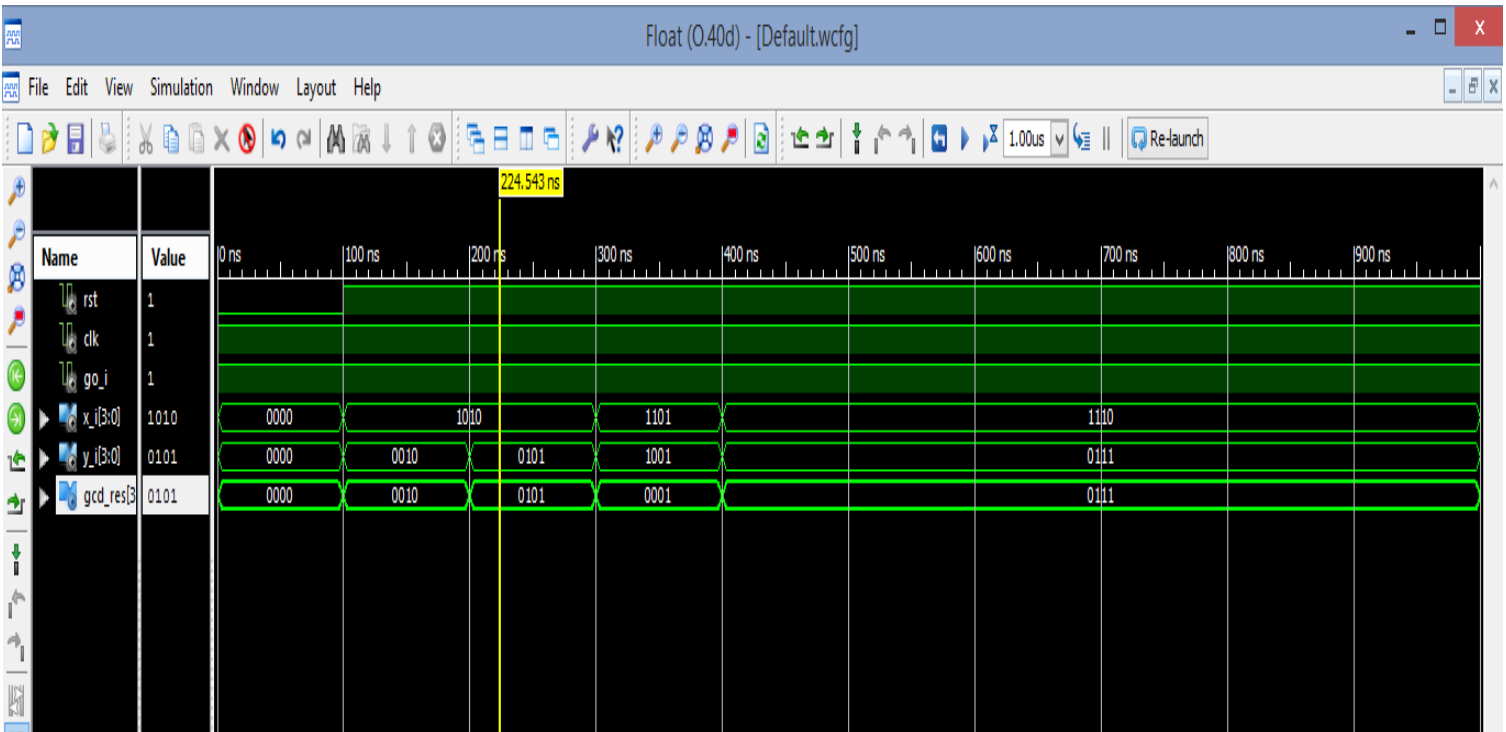 Float (O.40d) - [Default.wcfg]
File Edit View Simulation Window Layout Help
1.00us Re-launch
224.543 ns
Name Value 0 ns 100 ns 200 ns 300 ns 400 ns 500 ns 600 ns 700 ns 800 ns 900 ns
rst 1
clk 1
go_i 1
x_i[3:0] 1010 0000 1010 1101 1110
y_i[3:0] 0101 0000 0010 0101 1001 0111
gcd_res[3 0101 0000 0010 0101 0001 0111